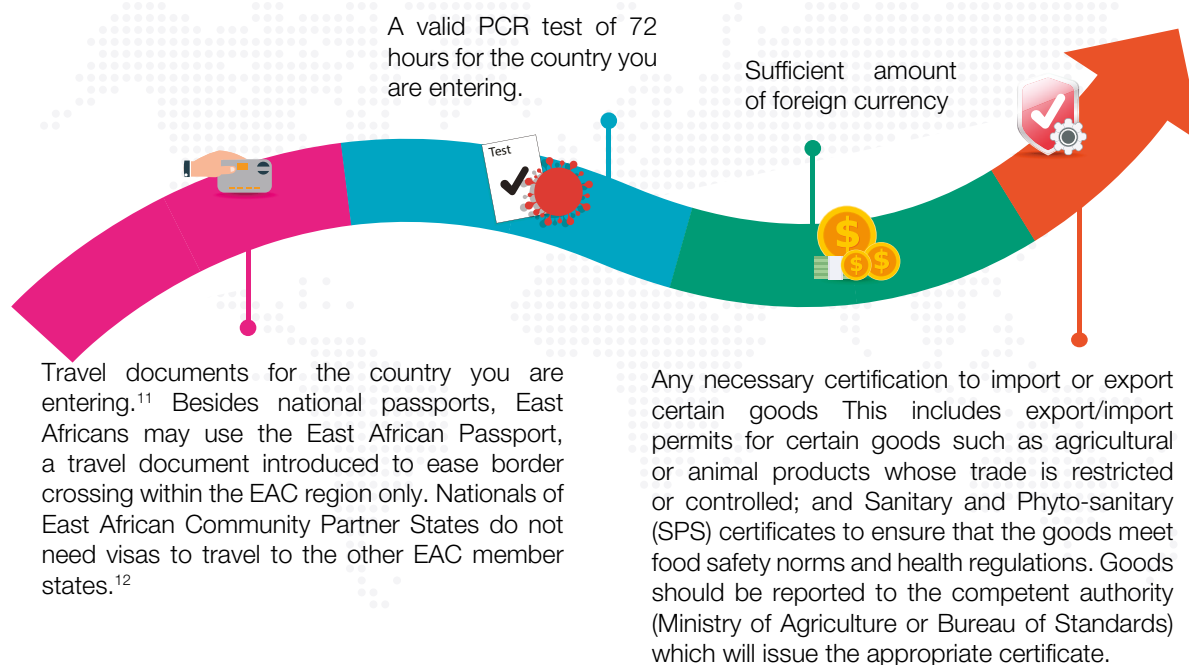 A valid PCR test of 72
hours for the country you
are entering.
Sufficient amount
of foreign currency
Test
$
$
$
Travel documents for the country you are
entering.¹¹ Besides national passports, East
Africans may use the East African Passport,
a travel document introduced to ease border
crossing within the EAC region only. Nationals of
East African Community Partner States do not
need visas to travel to the other EAC member
states.¹²
Any necessary certification to import or export
certain goods This includes export/import
permits for certain goods such as agricultural
or animal products whose trade is restricted
or controlled; and Sanitary and Phyto-sanitary
(SPS) certificates to ensure that the goods meet
food safety norms and health regulations. Goods
should be reported to the competent authority
(Ministry of Agriculture or Bureau of Standards)
which will issue the appropriate certificate.